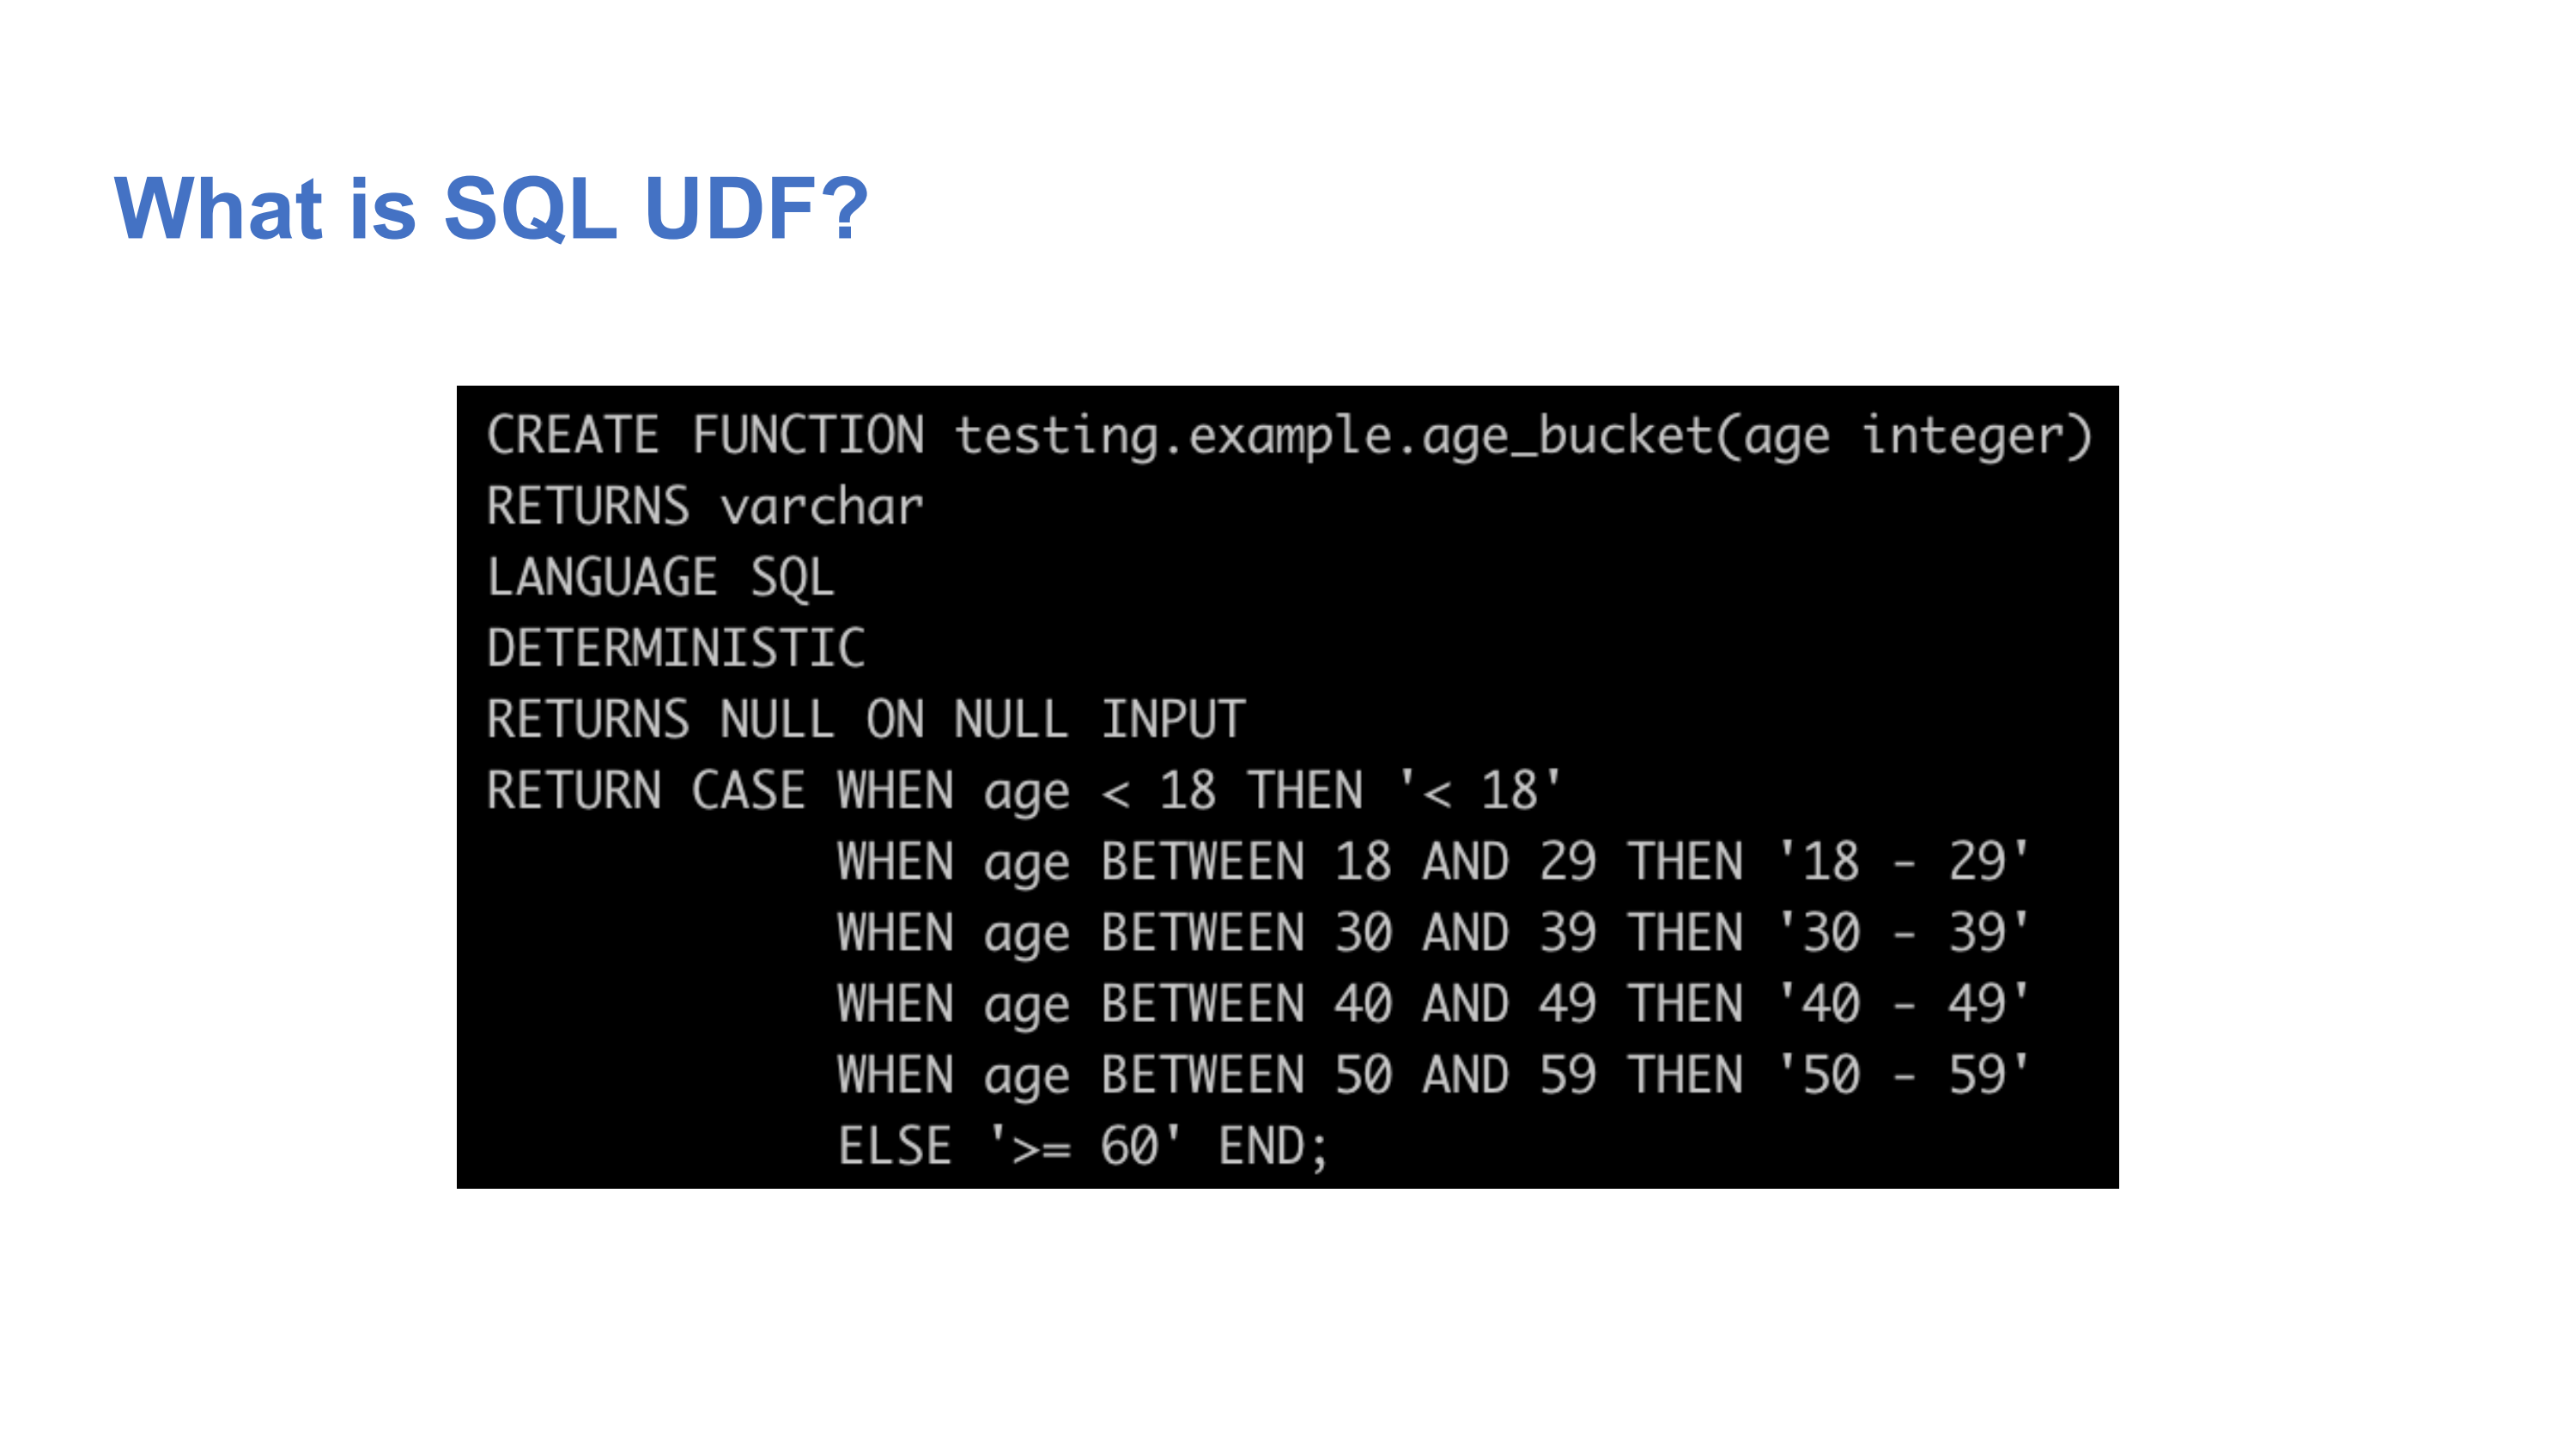 What is SQL UDF?
CREATE FUNCTION testing.example.age_bucket(age integer)
RETURNS varchar
LANGUAGE SQL
DETERMINISTIC
RETURNS NULL ON NULL INPUT
RETURN CASE WHEN age < 18 THEN '< 18'
            WHEN age BETWEEN 18 AND 29 THEN '18 - 29'
            WHEN age BETWEEN 30 AND 39 THEN '30 - 39'
            WHEN age BETWEEN 40 AND 49 THEN '40 - 49'
            WHEN age BETWEEN 50 AND 59 THEN '50 - 59'
            ELSE '>= 60' END;